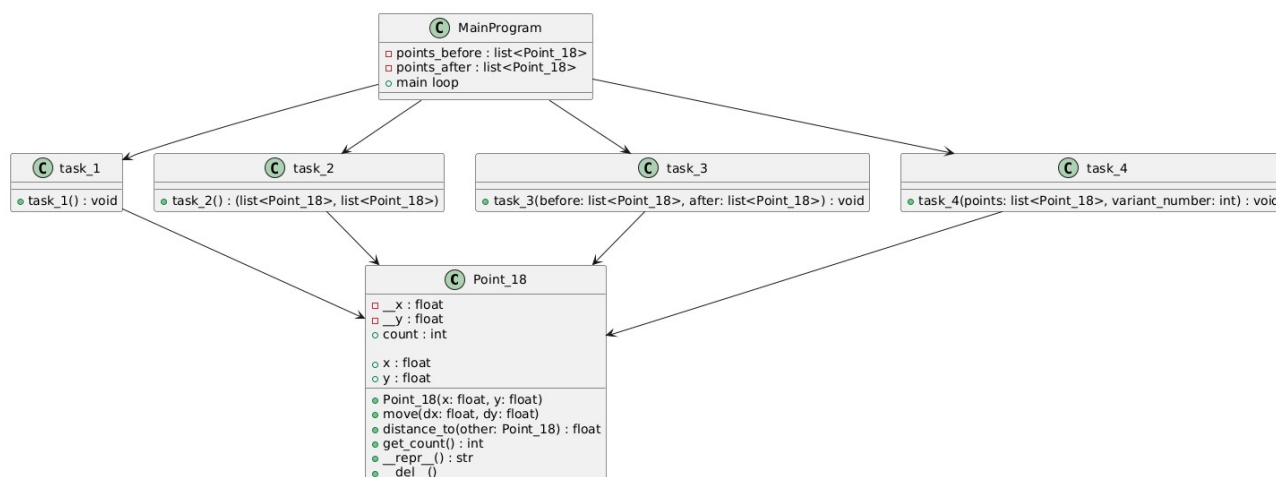 C MainProgram
points_before : list<Point_18>
points_after : list<Point_18>
main loop
C task_1
task_1() : void
C task_2
task_2() : (list<Point_18>, list<Point_18>)
C task_3
task_3(before: list<Point_18>, after: list<Point_18>) : void
C task_4
task_4(points: list<Point_18>, variant_number: int) : void
C Point_18
__x : float
__y : float
count : int
x : float
y : float
Point_18(x: float, y: float)
move(dx: float, dy: float)
distance_to(other: Point_18) : float
get_count() : int
__repr__() : str
__del__()